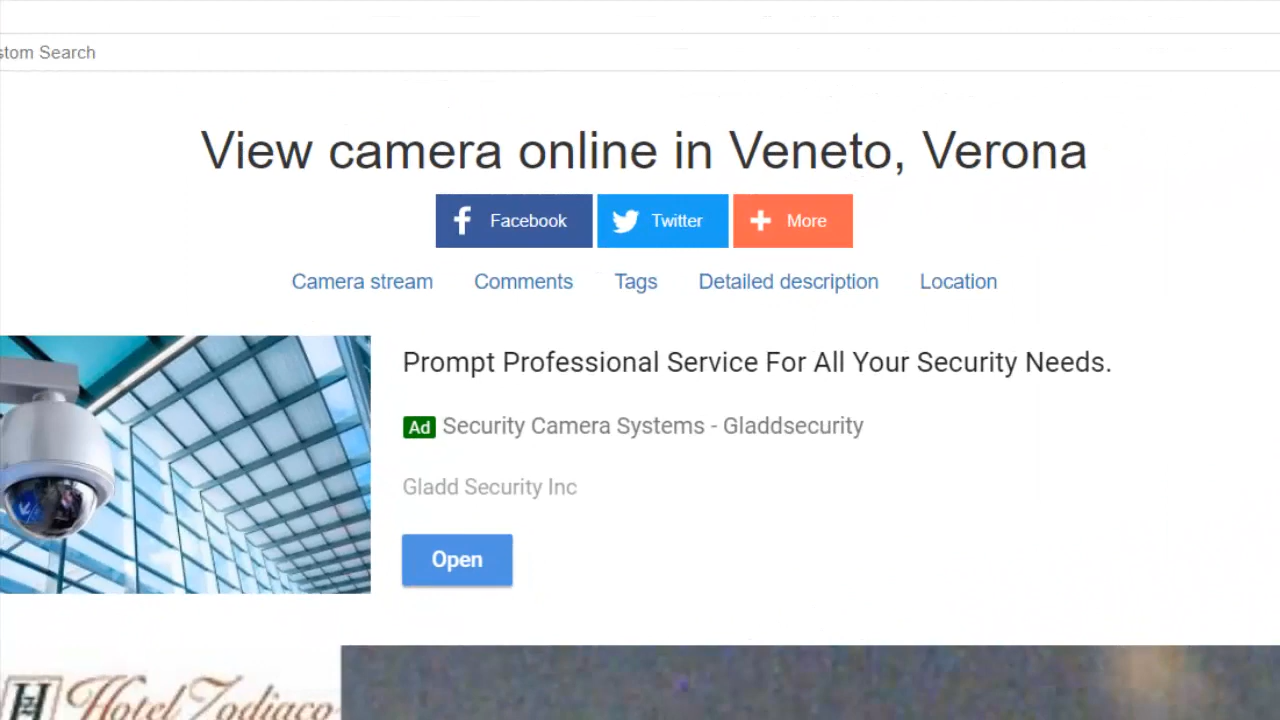 stom Search
View camera online in Veneto, Verona
Facebook Twitter More
Camera stream Comments Tags Detailed description Location
Prompt Professional Service For All Your Security Needs.
Ad Security Camera Systems - Gladdsecurity
Gladd Security Inc
Open
H Hotel Zodiaco